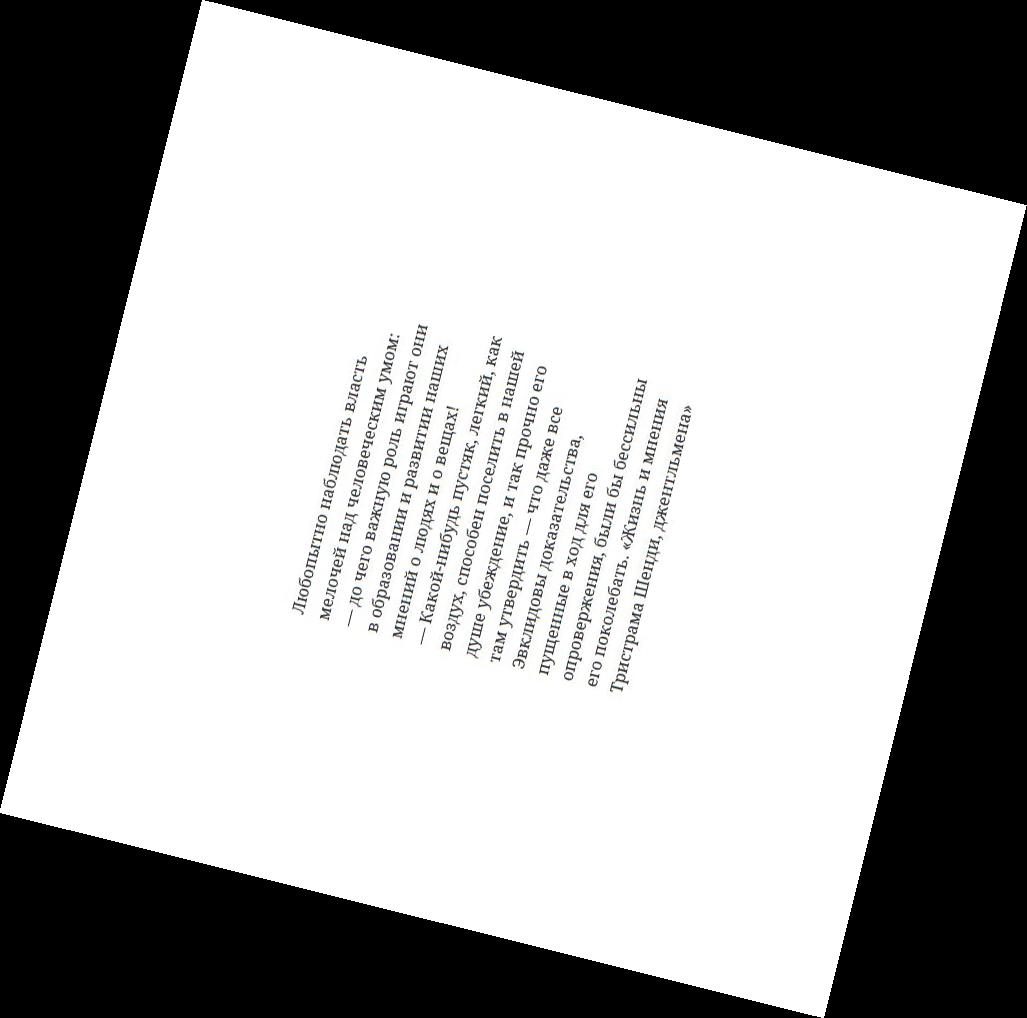 Любопытно наблюдать власть
мелочей над человеческим умом:
— до чего важную роль играют они
в образовании и развитии наших
мнений о людях и о вещах!
— Какой-нибудь пустяк, легкий, как
воздух, способен поселить в нашей
душе убеждение, и так прочно его
там утвердить — что даже все
Эвклидовы доказательства,
пущенные в ход для его
опровержения, были бы бессильны
его поколебать. «Жизнь и мнения
Тристрама Шенди, джентльмена»